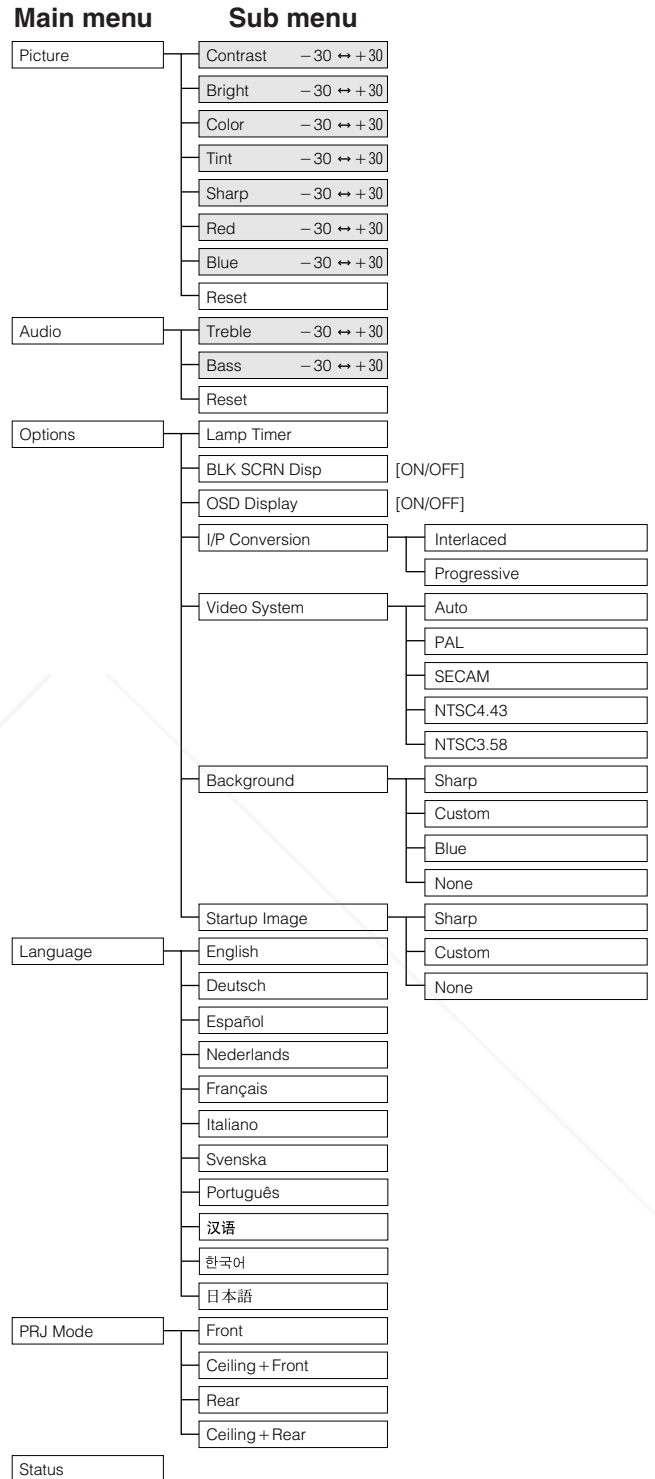 Main menu Sub menu
Picture Contrast −30 ↔ +30
Bright −30 ↔ +30
Color −30 ↔ +30
Tint −30 ↔ +30
Sharp −30 ↔ +30
Red −30 ↔ +30
Blue −30 ↔ +30
Reset
Audio Treble −30 ↔ +30
Bass −30 ↔ +30
Reset
Options Lamp Timer
BLK SCRN Disp [ON/OFF]
OSD Display [ON/OFF]
I/P Conversion Interlaced
Progressive
Video System Auto
PAL
SECAM
NTSC4.43
NTSC3.58
Background Sharp
Custom
Blue
None
Startup Image Sharp
Language English Custom
Deutsch None
Español
Nederlands
Français
Italiano
Svenska
Português
汉语
한국어
日本語
PRJ Mode Front
Ceiling+Front
Rear
Ceiling+Rear
Status